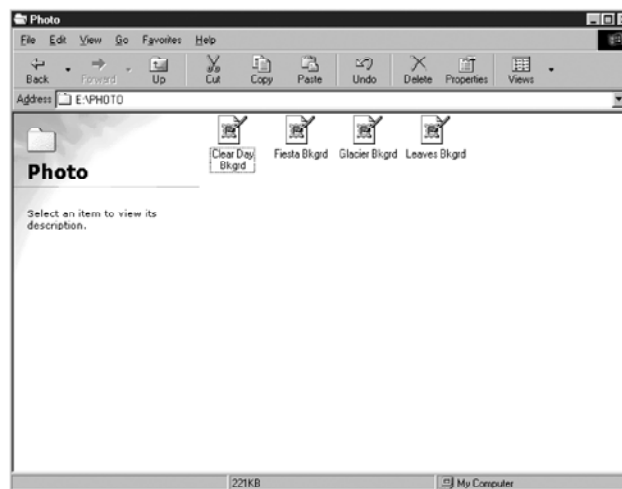 Photo
File Edit View Go Favorites Help
Back Forward Up Cut Copy Paste Undo Delete Properties Views
Address E:\PHOTO
Clear Day Bkgrd
Fiesta Bkgrd
Glacier Bkgrd
Leaves Bkgrd
Photo
Select an item to view its
description.
221KB My Computer